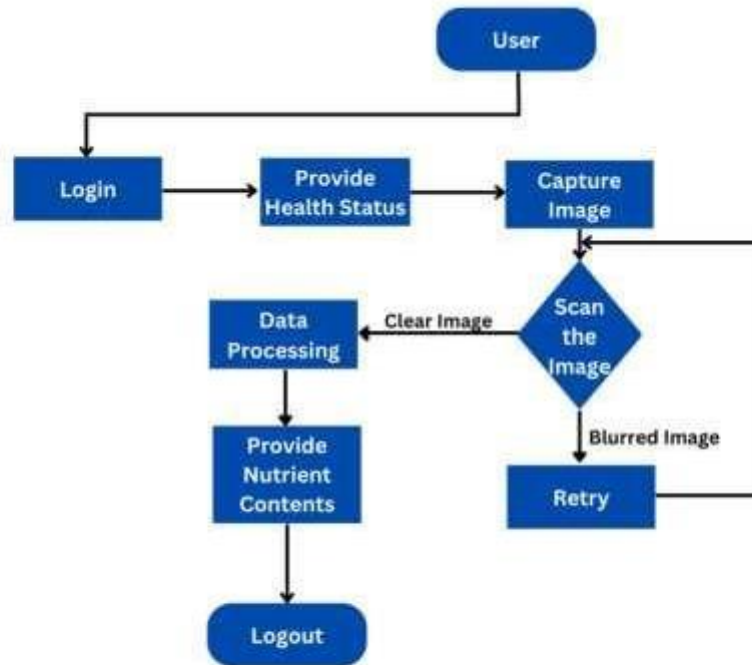 User
Login
Provide
Health Status
Capture
Image
Scan
the
Image
Clear Image
Data
Processing
Blurred Image
Provide
Nutrient
Contents
Retry
Logout